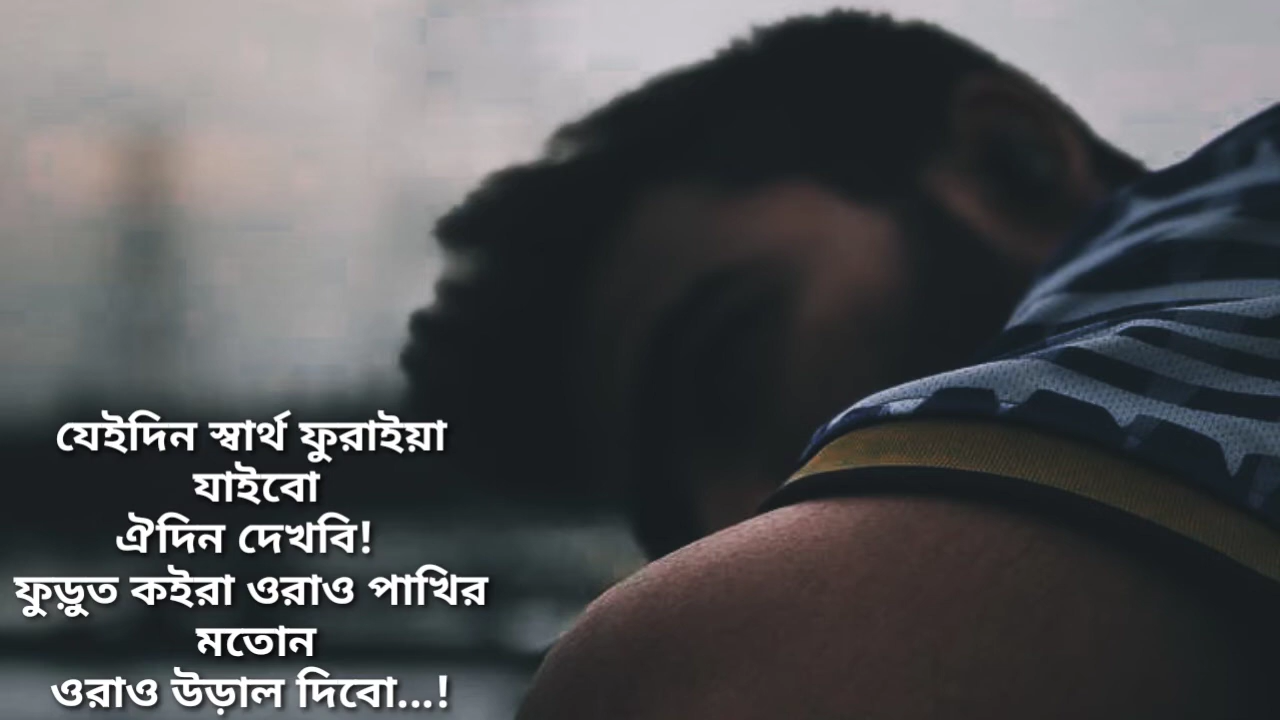 যেইদিন স্বার্থ ফুরাইয়া
যাইবো
ঐদিন দেখবি!
ফুড়ুত কইরা ওরাও পাখির
মতোন
ওরাও উড়াল দিবো...!